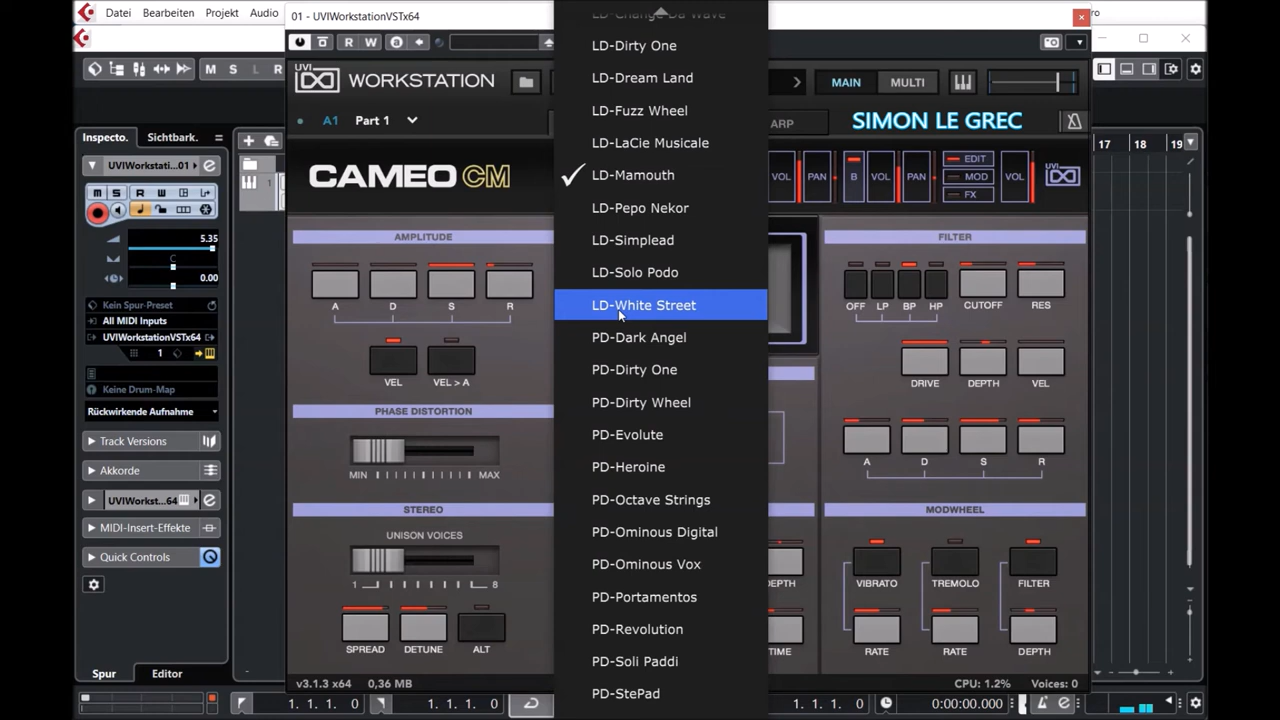 01 - UVIWorkstationVSTx64
LD-Change Da Wave
Datei
Bearbeiten
Projekt
Audio
R W
M S L R
UVI
WORKSTATION
MAIN
MULTI
A1 Part 1
ARP
SIMON LE GREC
17 18 19
Inspecto.
Sichtbark.
UVIWorkstati...01
m S R W
5.35
C
0.00
Kein Spur-Preset
All MIDI Inputs
UVIWorkstationVSTx64
1
Keine Drum-Map
Rückwirkende Aufnahme
Track Versions
Akkorde
UVIWorkst...64
MIDI-Insert-Effekte
Quick Controls
Spur
Editor
CAMEO CM
VOL
PAN
B
VOL
PAN
EDIT
MOD
FX
VOL
UVI
AMPLITUDE
A D S R
VEL
VEL > A
PHASE DISTORTION
MIN
MAX
STEREO
UNISON VOICES
1
8
SPREAD
DETUNE
ALT
LD-Dirty One
LD-Dream Land
LD-Fuzz Wheel
LD-LaCie Musicale
LD-Mamouth
LD-Pepo Nekor
LD-Simplead
LD-Solo Podo
LD-White Street
PD-Dark Angel
PD-Dirty One
PD-Dirty Wheel
PD-Evolute
PD-Heroine
PD-Octave Strings
PD-Ominous Digital
PD-Ominous Vox
PD-Portamentos
PD-Revolution
PD-Soli Paddi
PD-StePad
FILTER
OFF LP BP HP
CUTOFF
RES
DRIVE
DEPTH
VEL
A D S R
MODWHEEL
DEPTH
TIME
VIBRATO
TREMOLO
FILTER
RATE
RATE
DEPTH
v3.1.3 x64
0,36 MB
CPU: 1.2%
Voices: 0
1. 1. 1. 0
1. 1. 1. 0
1. 1. 1. 0
0:00:00.000